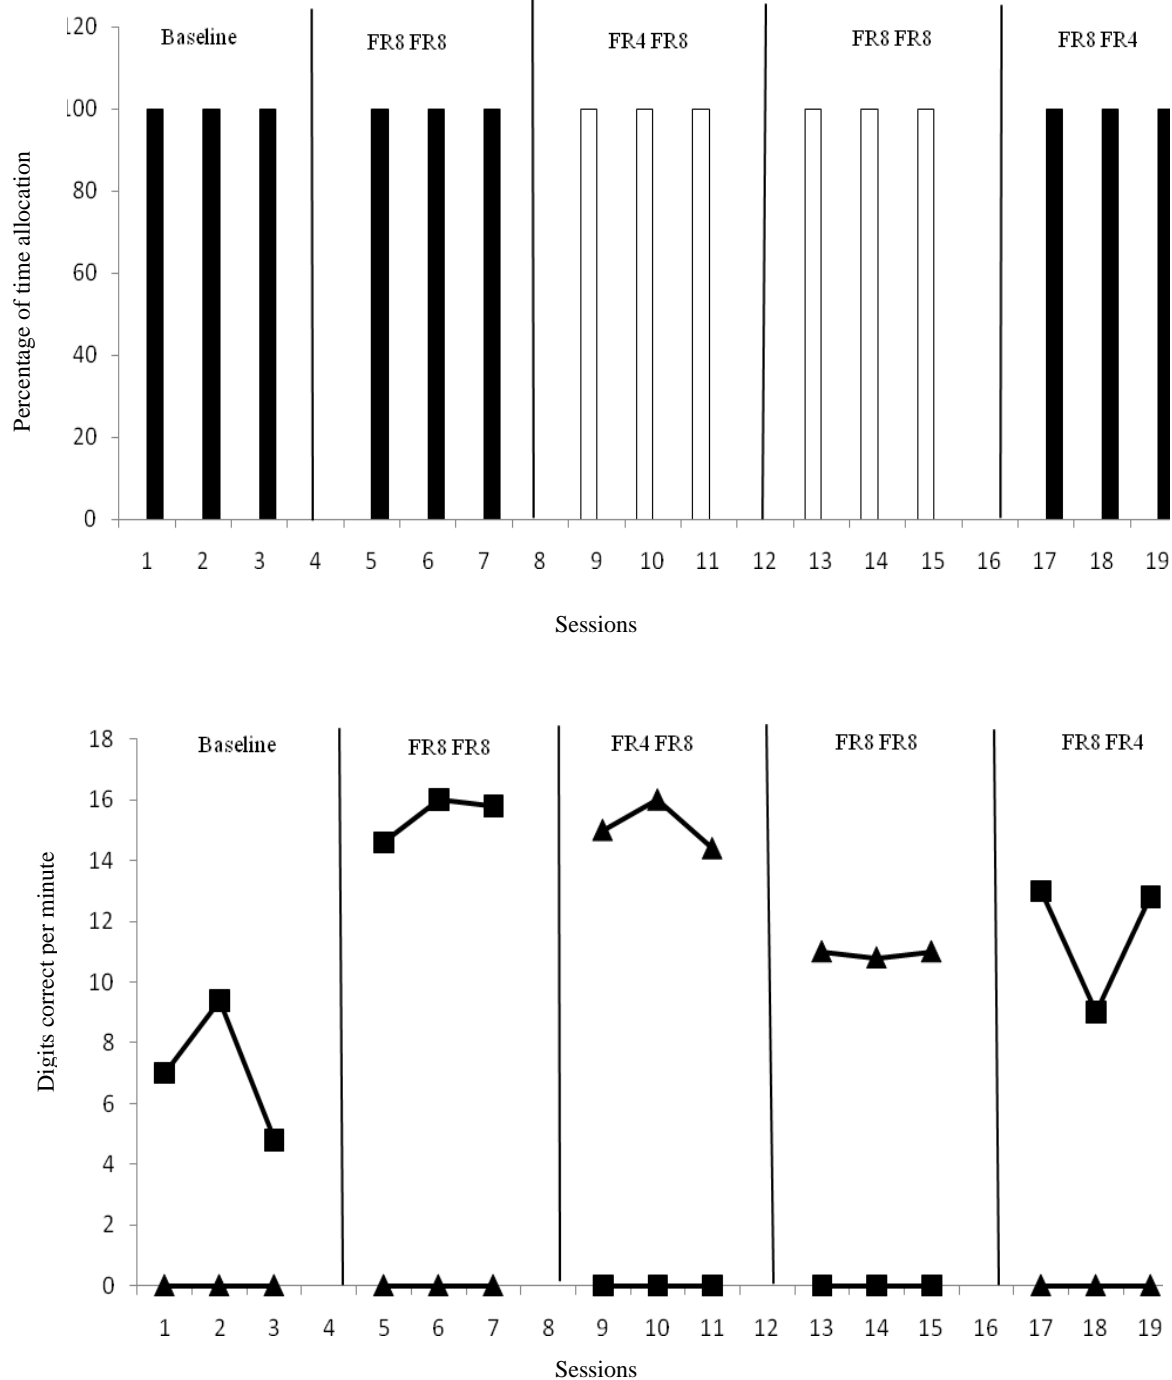 120
Baseline
FR8 FR8
FR4 FR8
FR8 FR8
FR8 FR4
100
80
60
40
20
0
Percentage of time allocation
1 2 3 4 5 6 7 8 9 10 11 12 13 14 15 16 17 18 19
Sessions
18
Baseline
FR8 FR8
FR4 FR8
FR8 FR8
FR8 FR4
16
14
12
10
8
6
4
2
0
Digits correct per minute
1 2 3 4 5 6 7 8 9 10 11 12 13 14 15 16 17 18 19
Sessions